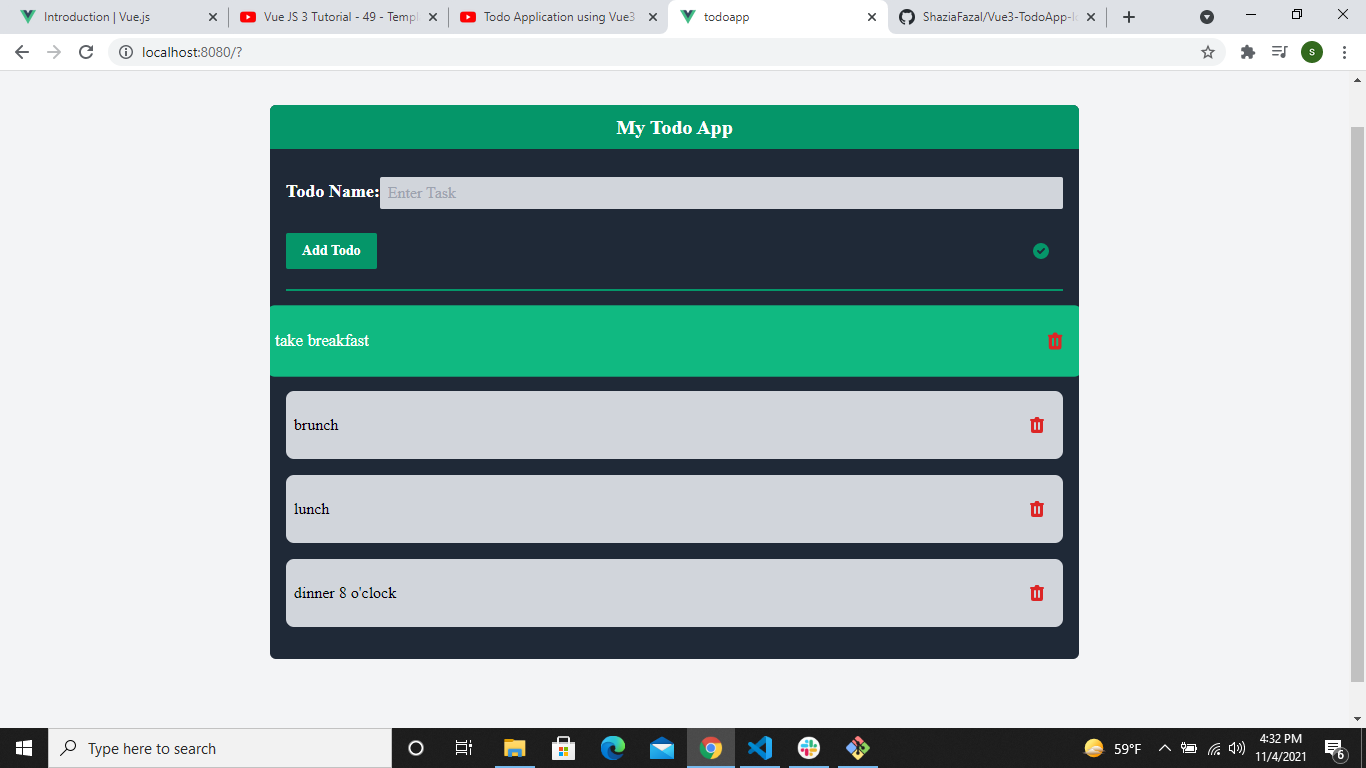 Introduction | Vue.js
Vue JS 3 Tutorial - 49 - Templ
Todo Application using Vue3
todoapp
ShaziaFazal/Vue3-TodoApp-
localhost:8080/?
s
My Todo App
Todo Name:
Enter Task
Add Todo
take breakfast
brunch
lunch
dinner 8 o'clock
Type here to search
59°F
4:32 PM
11/4/2021
6